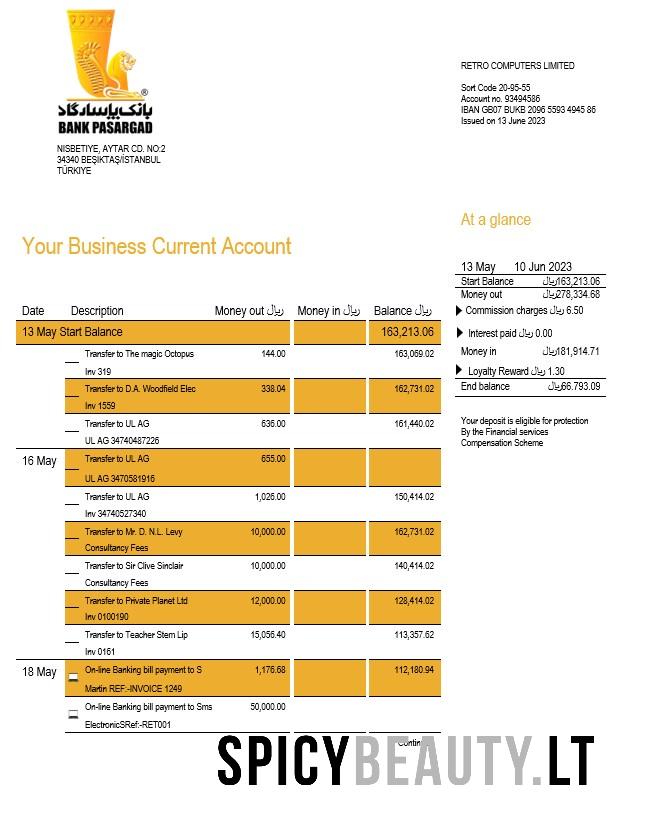 بانک پاسارگاد
BANK PASARGAD
®
NISBETIYE, AYTAR CD. NO:2
34340 BEŞIKTAŞ/ISTANBUL
TÜRKIYE
RETRO COMPUTERS LIMITED
Sort Code 20-95-55
Account no. 93494586
IBAN GB07 BUKB 2096 5593 4945 86
Issued on 13 June 2023
Your Business Current Account
At a glance
13 May 10 Jun 2023
Start Balance ﷼163,213.06
Money out ﷼278,334.68
Commission charges ﷼ 6.50
Interest paid ﷼ 0.00
Money in ﷼181,914.71
Loyalty Reward ﷼ 1.30
End balance ﷼66.793.09
Your deposit is eligible for protection
By the Financial services
Compensation Scheme
Date Description Money out ﷼ Money in ﷼ Balance ﷼
13 May Start Balance 163,213.06
Transfer to The magic Octopus 144.00 163,069.02
Inv 319
Transfer to D.A. Woodfield Elec 338.04 162,731.02
Inv 1559
Transfer to UL AG 636.00 161,440.02
UL AG 34740487226
16 May Transfer to UL AG 655.00
UL AG 3470581916
Transfer to UL AG 1,026.00 150,414.02
Inv 34740527340
Transfer to Mr. D. N.L. Levy 10,000.00 162,731.02
Consultancy Fees
Transfer to Sir Clive Sinclair 10,000.00 140,414.02
Consultancy Fees
Transfer to Private Planet Ltd 12,000.00 128,414.02
Inv 0100190
Transfer to Teacher Stem Lip 15,056.40 113,357.62
Inv 0161
18 May On-line Banking bill payment to S 1,176.68 112,180.94
Martin REF:-INVOICE 1249
On-line Banking bill payment to Sms 50,000.00
ElectronicSRef:-RET001
SPICYBEAUTY.LT